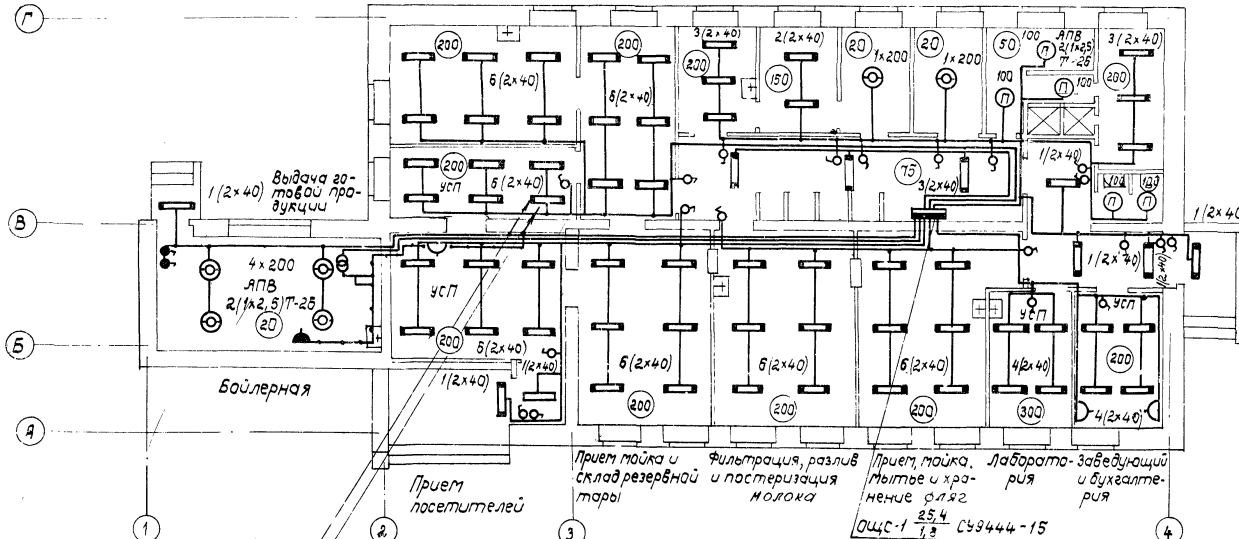 Г
200
200
3(2×40)
200
2(2×40)
150
20
1×200
20
1×200
50
100
П
АПВ
2(1×2,5)
Т-25
3(2×40)
200
6(2×40)
6(2×40)
100
П
П
100
200
УСП
6(2×40)
75
3(2×40)
1(2×40)
100
100
П
П
1(2×40)
Выдача го-
товой про-
дукции
1(2×40)
В
4×200
АПВ
2(1×2,5)Т-25
20
УСП
200
6(2×40)
1(2×40)
1(2×40)
6(2×40)
200
6(2×40)
200
6(2×40)
200
УСП
4(2×40)
300
1(2×40)
1(2×40)
УСП
200
4(2×40)
Б
Бойлерная
А
Прием
посетителей
Прием мойка и
склад резервной
тары
Фильтрация, разлив
и постеризация
молока
Прием, мойка,
мытье и хра-
нение фляг
Лаборато-
рия
Заведующий
и бухгалте-
рия
ОЩС-1 25,4/1,8 СУ9444-15
1
2
3
4